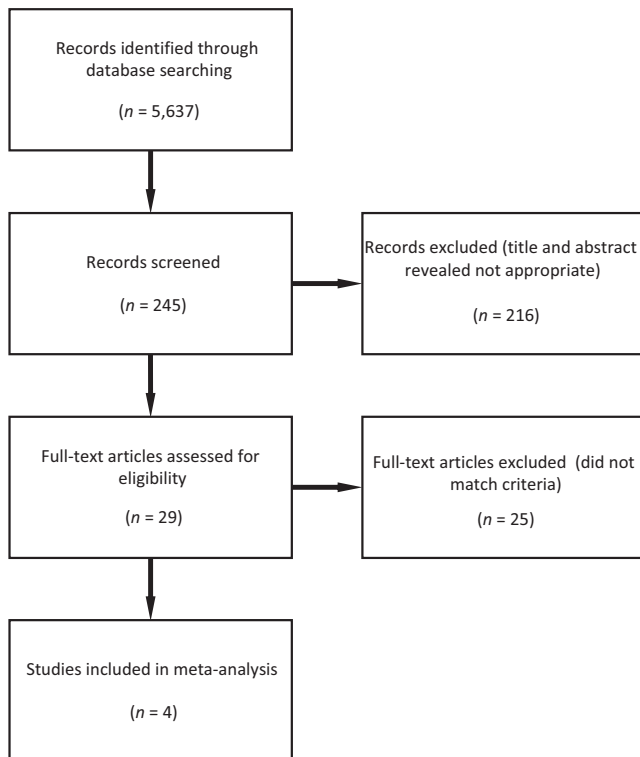 Records identified through
database searching
(n = 5,637)
Records screened
(n = 245)
Records excluded (title and abstract
revealed not appropriate)
(n = 216)
Full-text articles assessed for
eligibility
(n = 29)
Full-text articles excluded (did not
match criteria)
(n = 25)
Studies included in meta-analysis
(n = 4)